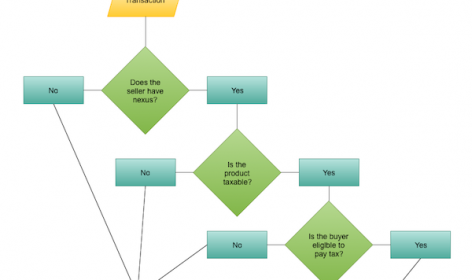 Transaction
Does the
seller have
nexus?
No
Yes
Is the
product
taxable?
No
Yes
Is the buyer
eligible to
pay tax?
No
Yes